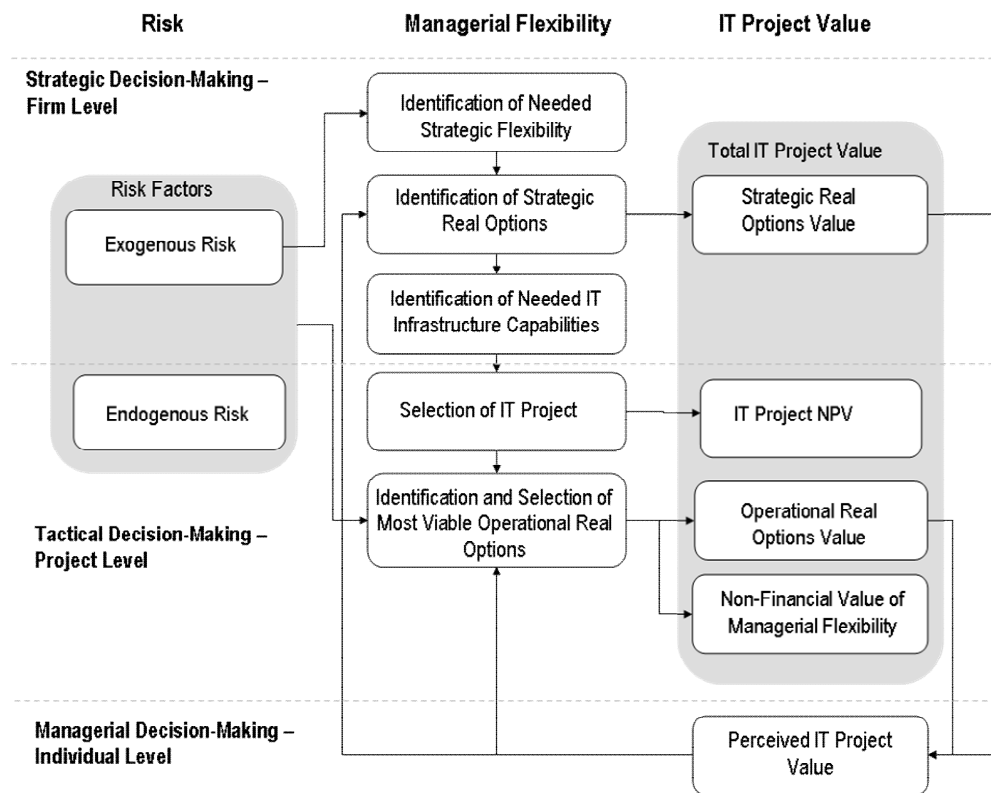 Risk
Managerial Flexibility
IT Project Value
Strategic Decision-Making –
Firm Level
Identification of Needed
Strategic Flexibility
Total IT Project Value
Risk Factors
Identification of Strategic
Real Options
Strategic Real
Options Value
Exogenous Risk
Identification of Needed IT
Infrastructure Capabilities
Endogenous Risk
Selection of IT Project
IT Project NPV
Tactical Decision-Making –
Project Level
Identification and Selection of
Most Viable Operational Real
Options
Operational Real
Options Value
Non-Financial Value of
Managerial Flexibility
Managerial Decision-Making –
Individual Level
Perceived IT Project
Value